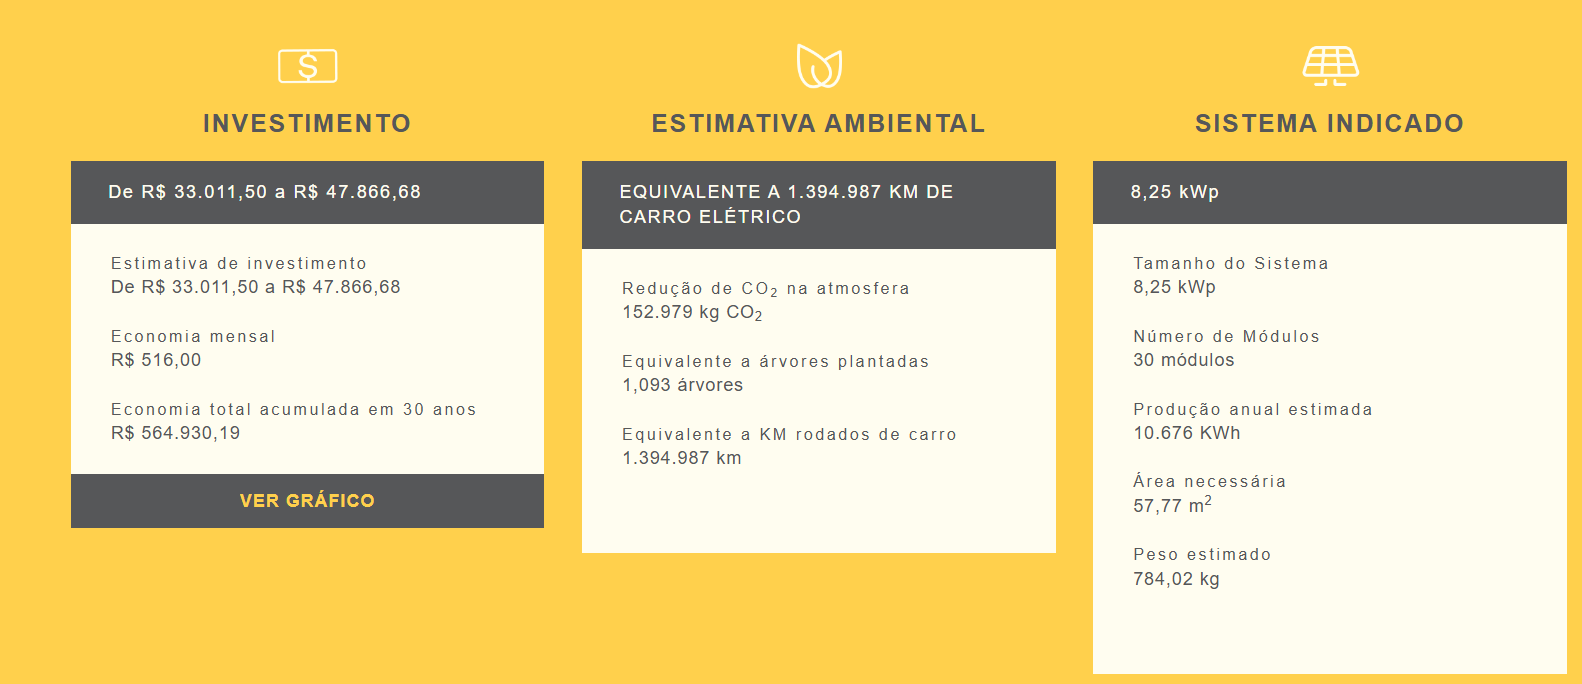 INVESTIMENTO
De R$ 33.011,50 a R$ 47.866,68
Estimativa de investimento
De R$ 33.011,50 a R$ 47.866,68
Economia mensal
R$ 516,00
Economia total acumulada em 30 anos
R$ 564.930,19
VER GRÁFICO
ESTIMATIVA AMBIENTAL
EQUIVALENTE A 1.394.987 KM DE
CARRO ELÉTRICO
Redução de CO₂ na atmosfera
152.979 kg CO₂
Equivalente a árvores plantadas
1,093 árvores
Equivalente a KM rodados de carro
1.394.987 km
SISTEMA INDICADO
8,25 kWp
Tamanho do Sistema
8,25 kWp
Número de Módulos
30 módulos
Produção anual estimada
10.676 KWh
Área necessária
57,77 m²
Peso estimado
784,02 kg